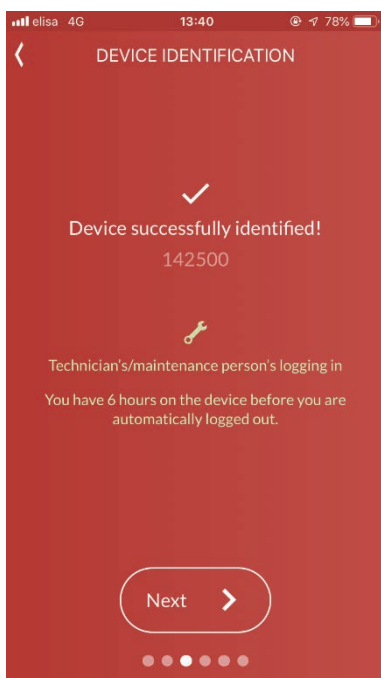 elisa 4G 13:40 78%
DEVICE IDENTIFICATION
Device successfully identified!
142500
Technician's/maintenance person's logging in
You have 6 hours on the device before you are
automatically logged out.
Next